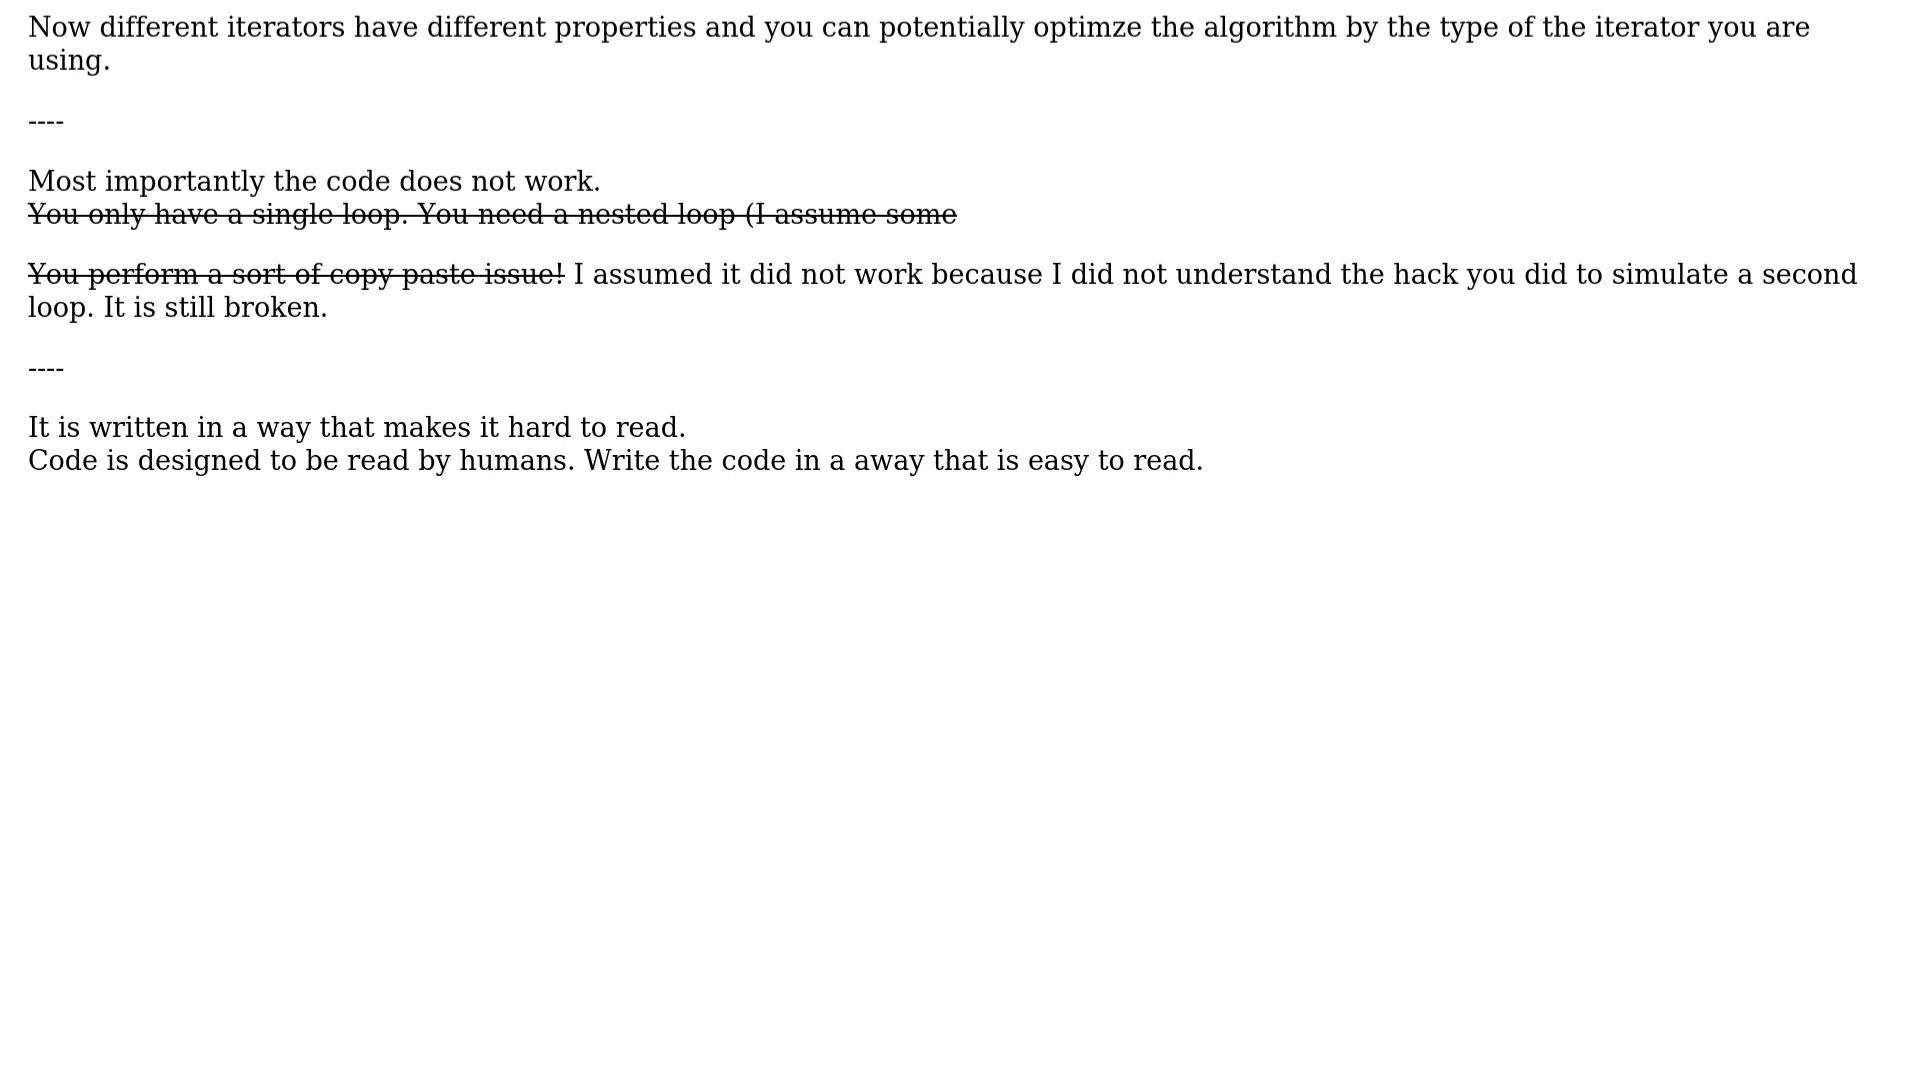 Now different iterators have different properties and you can potentially optimze the algorithm by the type of the iterator you are
using.
----
Most importantly the code does not work.
You only have a single loop. You need a nested loop (I assume some
You perform a sort of copy paste issue! I assumed it did not work because I did not understand the hack you did to simulate a second
loop. It is still broken.
----
It is written in a way that makes it hard to read.
Code is designed to be read by humans. Write the code in a away that is easy to read.